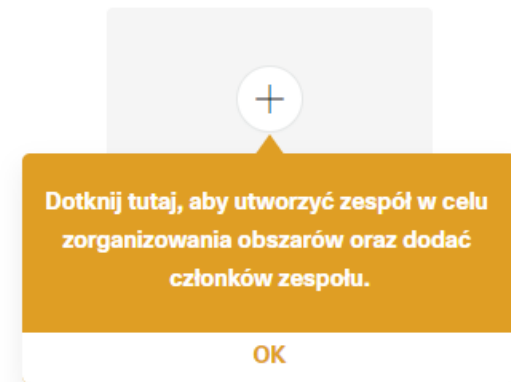 Dotknij tutaj, aby utworzyć zespół w celu
zorganizowania obszarów oraz dodać
członków zespołu.
OK